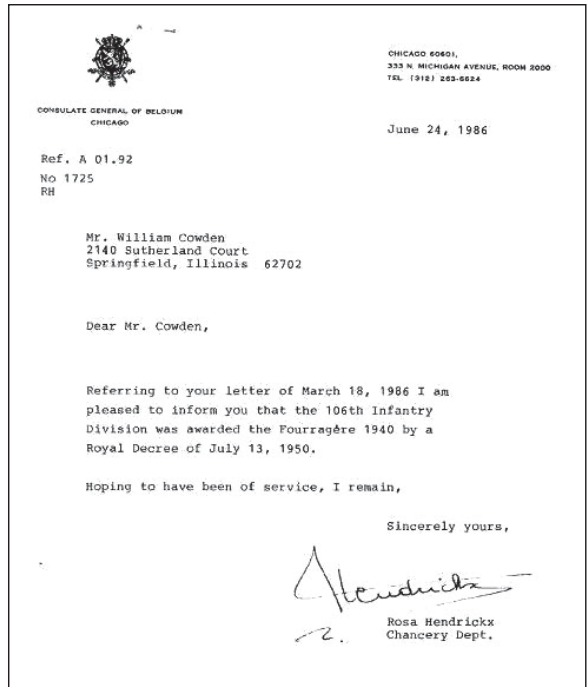 CHICAGO 60601,
333 N. MICHIGAN AVENUE, ROOM 2000
TEL. (312) 263-6624
CONSULATE GENERAL OF BELGIUM
CHICAGO
June 24, 1986
Ref. A 01.92
No 1725
RH
Mr. William Cowden
2140 Sutherland Court
Springfield, Illinois 62702
Dear Mr. Cowden,
Referring to your letter of March 18, 1986 I am
pleased to inform you that the 106th Infantry
Division was awarded the Fourragère 1940 by a
Royal Decree of July 13, 1950.
Hoping to have been of service, I remain,
Sincerely yours,
Hendrickx
Rosa Hendrickx
Chancery Dept.